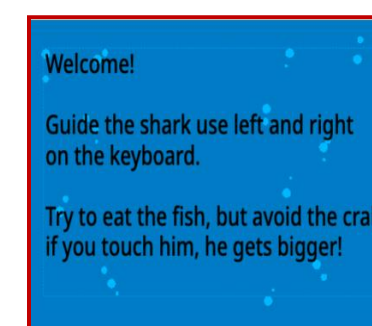 Welcome!
Guide the shark use left and right
on the keyboard.
Try to eat the fish, but avoid the cra
if you touch him, he gets bigger!